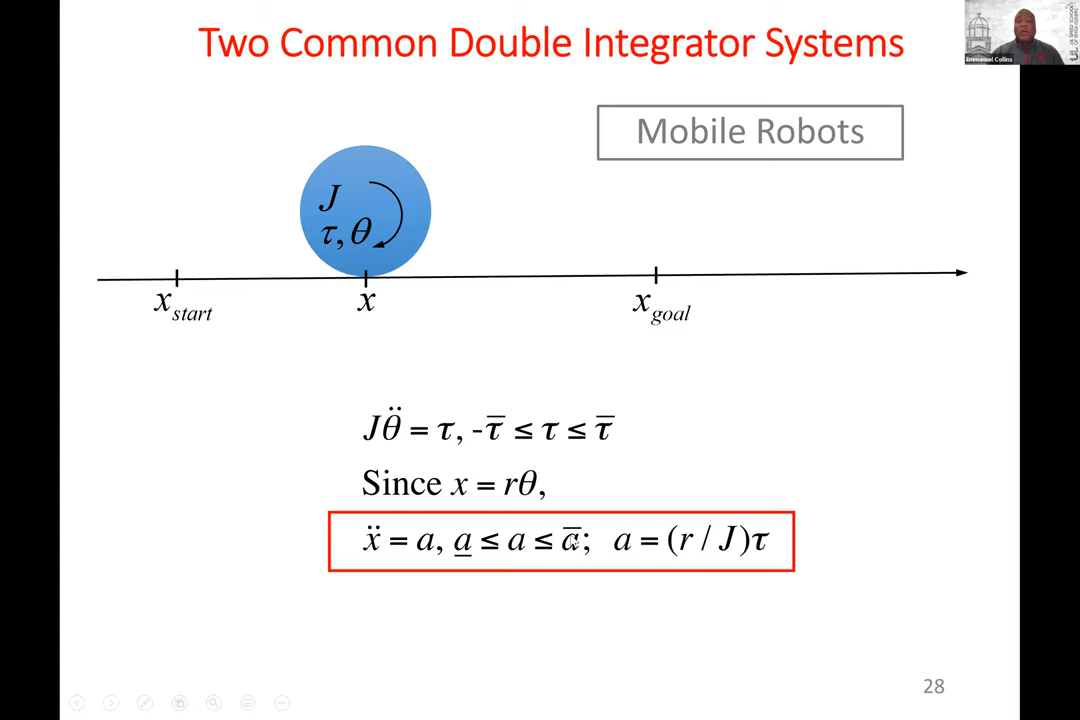 Two Common Double Integrator Systems
Emmanuel Collins
Mobile Robots
J
τ, θ
x_start
x
x_goal
Jθ̈ = τ, -τ̅ ≤ τ ≤ τ̅
Since x = rθ,
ẍ = a, a̲ ≤ a ≤ a̅; a = (r / J)τ
28